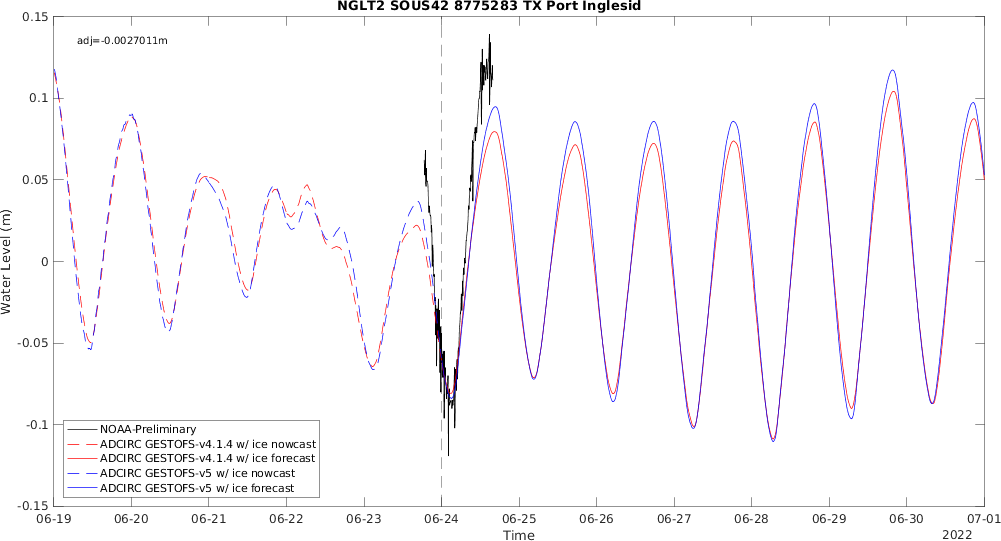 NGLT2 SOUS42 8775283 TX Port Inglesid
adj=-0.0027011m
0.15
0.1
0.05
0
-0.05
-0.1
-0.15
Water Level (m)
NOAA-Preliminary
ADCIRC GESTOFS-v4.1.4 w/ ice nowcast
ADCIRC GESTOFS-v4.1.4 w/ ice forecast
ADCIRC GESTOFS-v5 w/ ice nowcast
ADCIRC GESTOFS-v5 w/ ice forecast
06-19 06-20 06-21 06-22 06-23 06-24 06-25 06-26 06-27 06-28 06-29 06-30 07-01
Time
2022